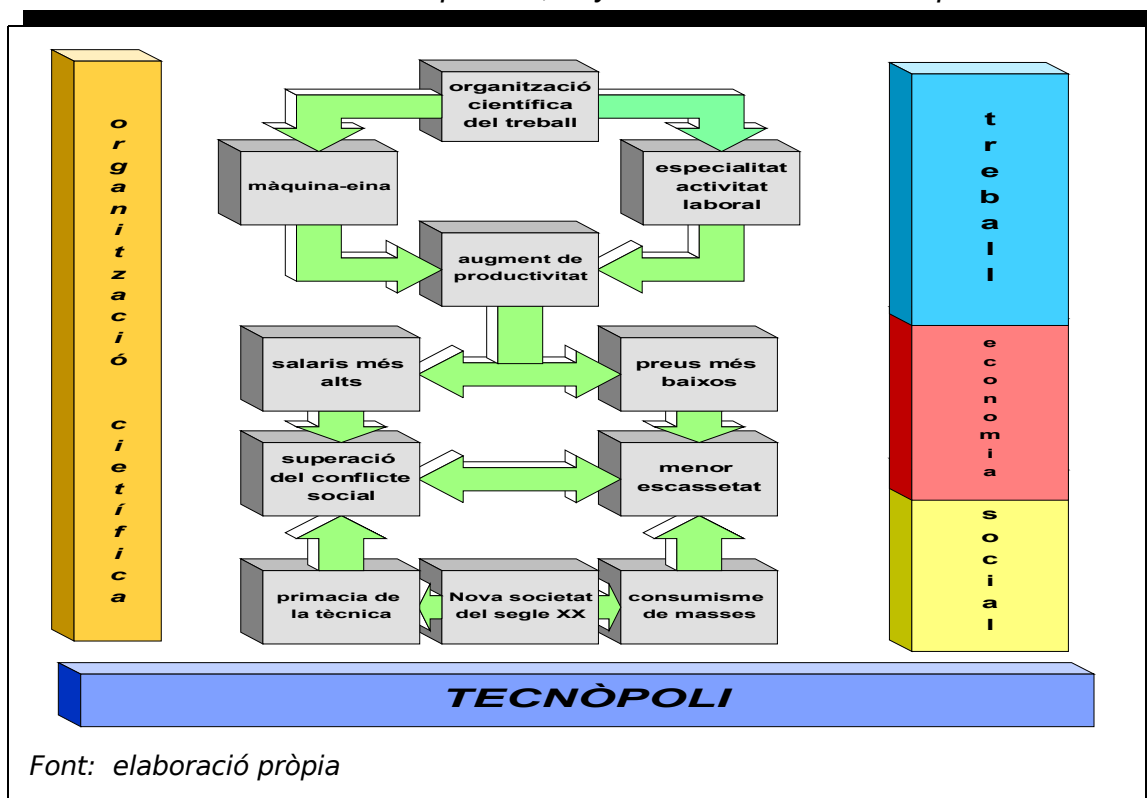 organització
científica
del treball
màquina-eina
especialitat
activitat
laboral
augment de
productivitat
salaris més
alts
preus més
baixos
superació
del conflicte
social
menor
escassetat
primacia de
la tècnica
Nova societat
del segle XX
consumisme
de masses
organització cietífica
treball
economia
social
TECNÒPOLI
Font: elaboració pròpia